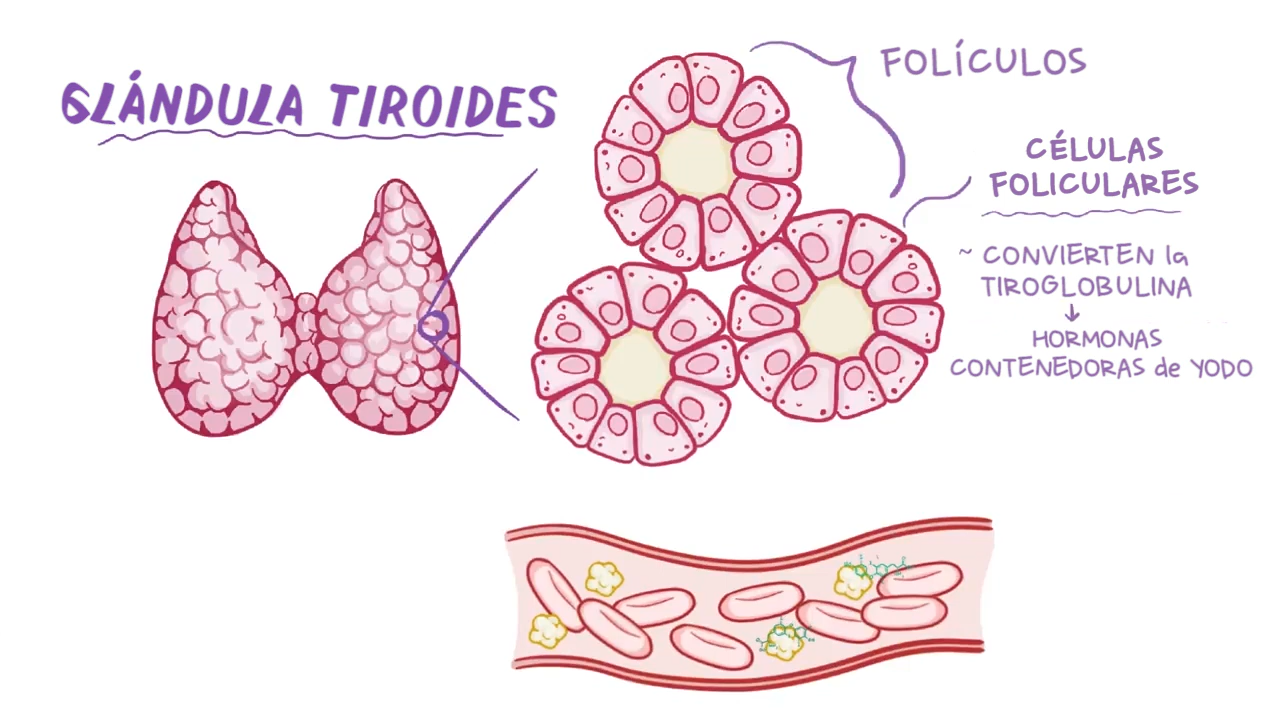 GLÁNDULA TIROIDES
FOLÍCULOS
CÉLULAS
FOLICULARES
~ CONVIERTEN la
TIROGLOBULINA
↓
HORMONAS
CONTENEDORAS de YODO